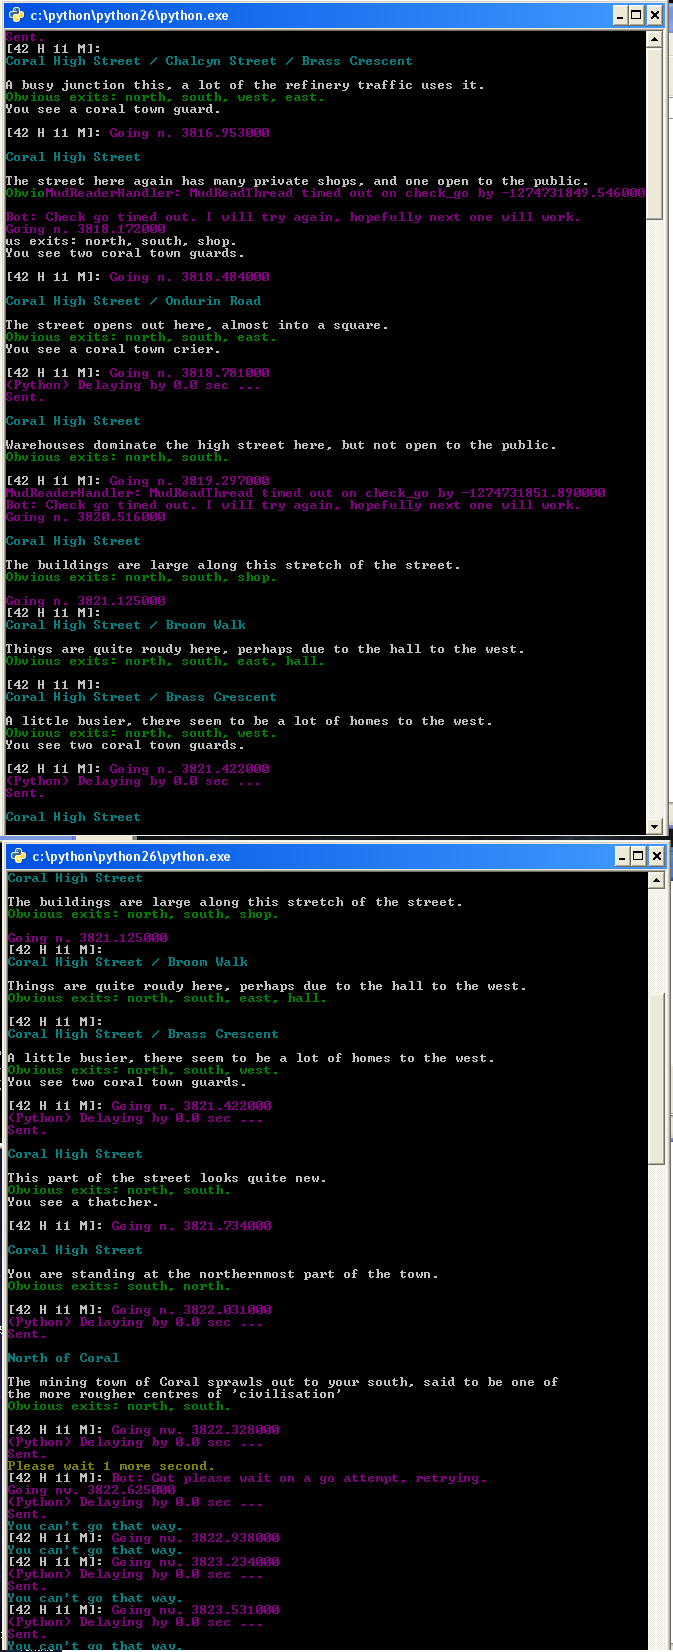 c:\python\python26\python.exe
Sent.
[42 H 11 M]:
Coral High Street / Chalcyn Street / Brass Crescent
A busy junction this, a lot of the refinery traffic uses it.
Obvious exits: north, south, west, east.
You see a coral town guard.
[42 H 11 M]: Going n. 3816.953000
Coral High Street
The street here again has many private shops, and one open to the public.
ObvioMudReaderHandler: MudReadThread timed out on check_go by -1274731849.546000
Bot: Check go timed out. I will try again, hopefully next one will work.
Going n. 3818.172000
us exits: north, south, shop.
You see two coral town guards.
[42 H 11 M]: Going n. 3818.484000
Coral High Street / Ondurin Road
The street opens out here, almost into a square.
Obvious exits: north, south, east.
You see a coral town crier.
[42 H 11 M]: Going n. 3818.781000
(Python) Delaying by 0.0 sec ...
Sent.
Coral High Street
Warehouses dominate the high street here, but not open to the public.
Obvious exits: north, south.
[42 H 11 M]: Going n. 3819.297000
MudReaderHandler: MudReadThread timed out on check_go by -1274731851.890000
Bot: Check go timed out. I will try again, hopefully next one will work.
Going n. 3820.516000
Coral High Street
The buildings are large along this stretch of the street.
Obvious exits: north, south, shop.
Going n. 3821.125000
[42 H 11 M]:
Coral High Street / Broom Walk
Things are quite roudy here, perhaps due to the hall to the west.
Obvious exits: north, south, east, hall.
[42 H 11 M]:
Coral High Street / Brass Crescent
A little busier, there seem to be a lot of homes to the west.
Obvious exits: north, south, west.
You see two coral town guards.
[42 H 11 M]: Going n. 3821.422000
(Python) Delaying by 0.0 sec ...
Sent.
Coral High Street
c:\python\python26\python.exe
Coral High Street
The buildings are large along this stretch of the street.
Obvious exits: north, south, shop.
Going n. 3821.125000
[42 H 11 M]:
Coral High Street / Broom Walk
Things are quite roudy here, perhaps due to the hall to the west.
Obvious exits: north, south, east, hall.
[42 H 11 M]:
Coral High Street / Brass Crescent
A little busier, there seem to be a lot of homes to the west.
Obvious exits: north, south, west.
You see two coral town guards.
[42 H 11 M]: Going n. 3821.422000
(Python) Delaying by 0.0 sec ...
Sent.
Coral High Street
This part of the street looks quite new.
Obvious exits: north, south.
You see a thatcher.
[42 H 11 M]: Going n. 3821.734000
Coral High Street
You are standing at the northernmost part of the town.
Obvious exits: south, north.
[42 H 11 M]: Going n. 3822.031000
(Python) Delaying by 0.0 sec ...
Sent.
North of Coral
The mining town of Coral sprawls out to your south, said to be one of
the more rougher centres of 'civilisation'
Obvious exits: north, south.
[42 H 11 M]: Going nw. 3822.328000
(Python) Delaying by 0.0 sec ...
Sent.
Please wait 1 more second.
[42 H 11 M]: Bot: Got please wait on a go attempt, retrying.
Going nw. 3822.625000
(Python) Delaying by 0.0 sec ...
Sent.
You can't go that way.
[42 H 11 M]: Going nw. 3822.938000
You can't go that way.
[42 H 11 M]: Going nw. 3823.234000
(Python) Delaying by 0.0 sec ...
Sent.
You can't go that way.
[42 H 11 M]: Going nw. 3823.531000
(Python) Delaying by 0.0 sec ...
Sent.
You can't go that way.